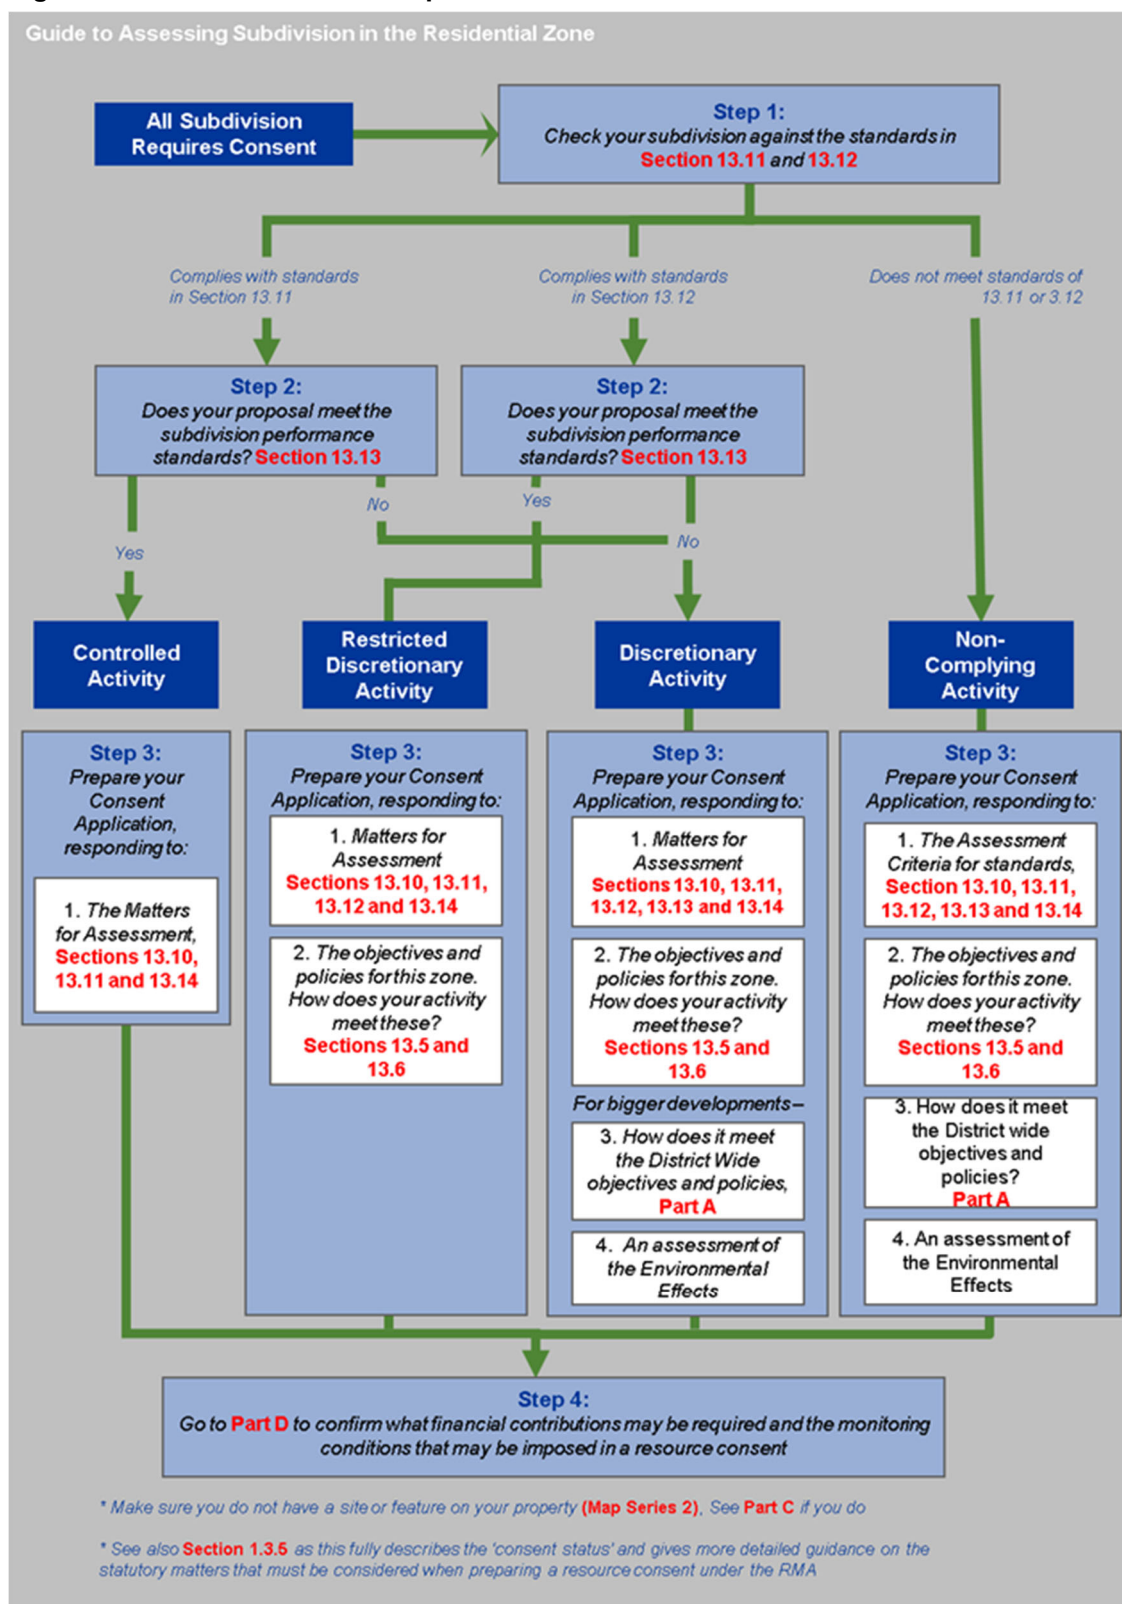 Guide to Assessing Subdivision in the Residential Zone
All Subdivision
Requires Consent
Step 1:
Check your subdivision against the standards in
Section 13.11 and 13.12
Complies with standards
in Section 13.11
Complies with standards
in Section 13.12
Does not meet standards of
13.11 or 3.12
Step 2:
Does your proposal meet the
subdivision performance
standards? Section 13.13
Step 2:
Does your proposal meet the
subdivision performance
standards? Section 13.13
No
Yes
No
Yes
Controlled
Activity
Restricted
Discretionary
Activity
Discretionary
Activity
Non-
Complying
Activity
Step 3:
Prepare your
Consent
Application,
responding to:
1. The Matters
for Assessment,
Sections 13.10,
13.11 and 13.14
Step 3:
Prepare your Consent
Application, responding to:
1. Matters for
Assessment
Sections 13.10, 13.11,
13.12 and 13.14
2. The objectives and
policies for this zone.
How does your activity
meet these?
Sections 13.5 and
13.6
Step 3:
Prepare your Consent
Application, responding to:
1. Matters for
Assessment
Sections 13.10, 13.11,
13.12, 13.13 and 13.14
2. The objectives and
policies for this zone.
How does your activity
meet these?
Sections 13.5 and
13.6
For bigger developments–
3. How does it meet
the District Wide
objectives and policies,
Part A
4. An assessment of
the Environmental
Effects
Step 3:
Prepare your Consent
Application, responding to:
1. The Assessment
Criteria for standards,
Section 13.10, 13.11,
13.12, 13.13 and 13.14
2. The objectives and
policies for this zone.
How does your activity
meet these?
Sections 13.5 and
13.6
3. How does it meet
the District wide
objectives and
policies?
Part A
4. An assessment of
the Environmental
Effects
Step 4:
Go to Part D to confirm what financial contributions may be required and the monitoring
conditions that may be imposed in a resource consent
* Make sure you do not have a site or feature on your property (Map Series 2), See Part C if you do
* See also Section 1.3.5 as this fully describes the 'consent status' and gives more detailed guidance on the
statutory matters that must be considered when preparing a resource consent under the RMA